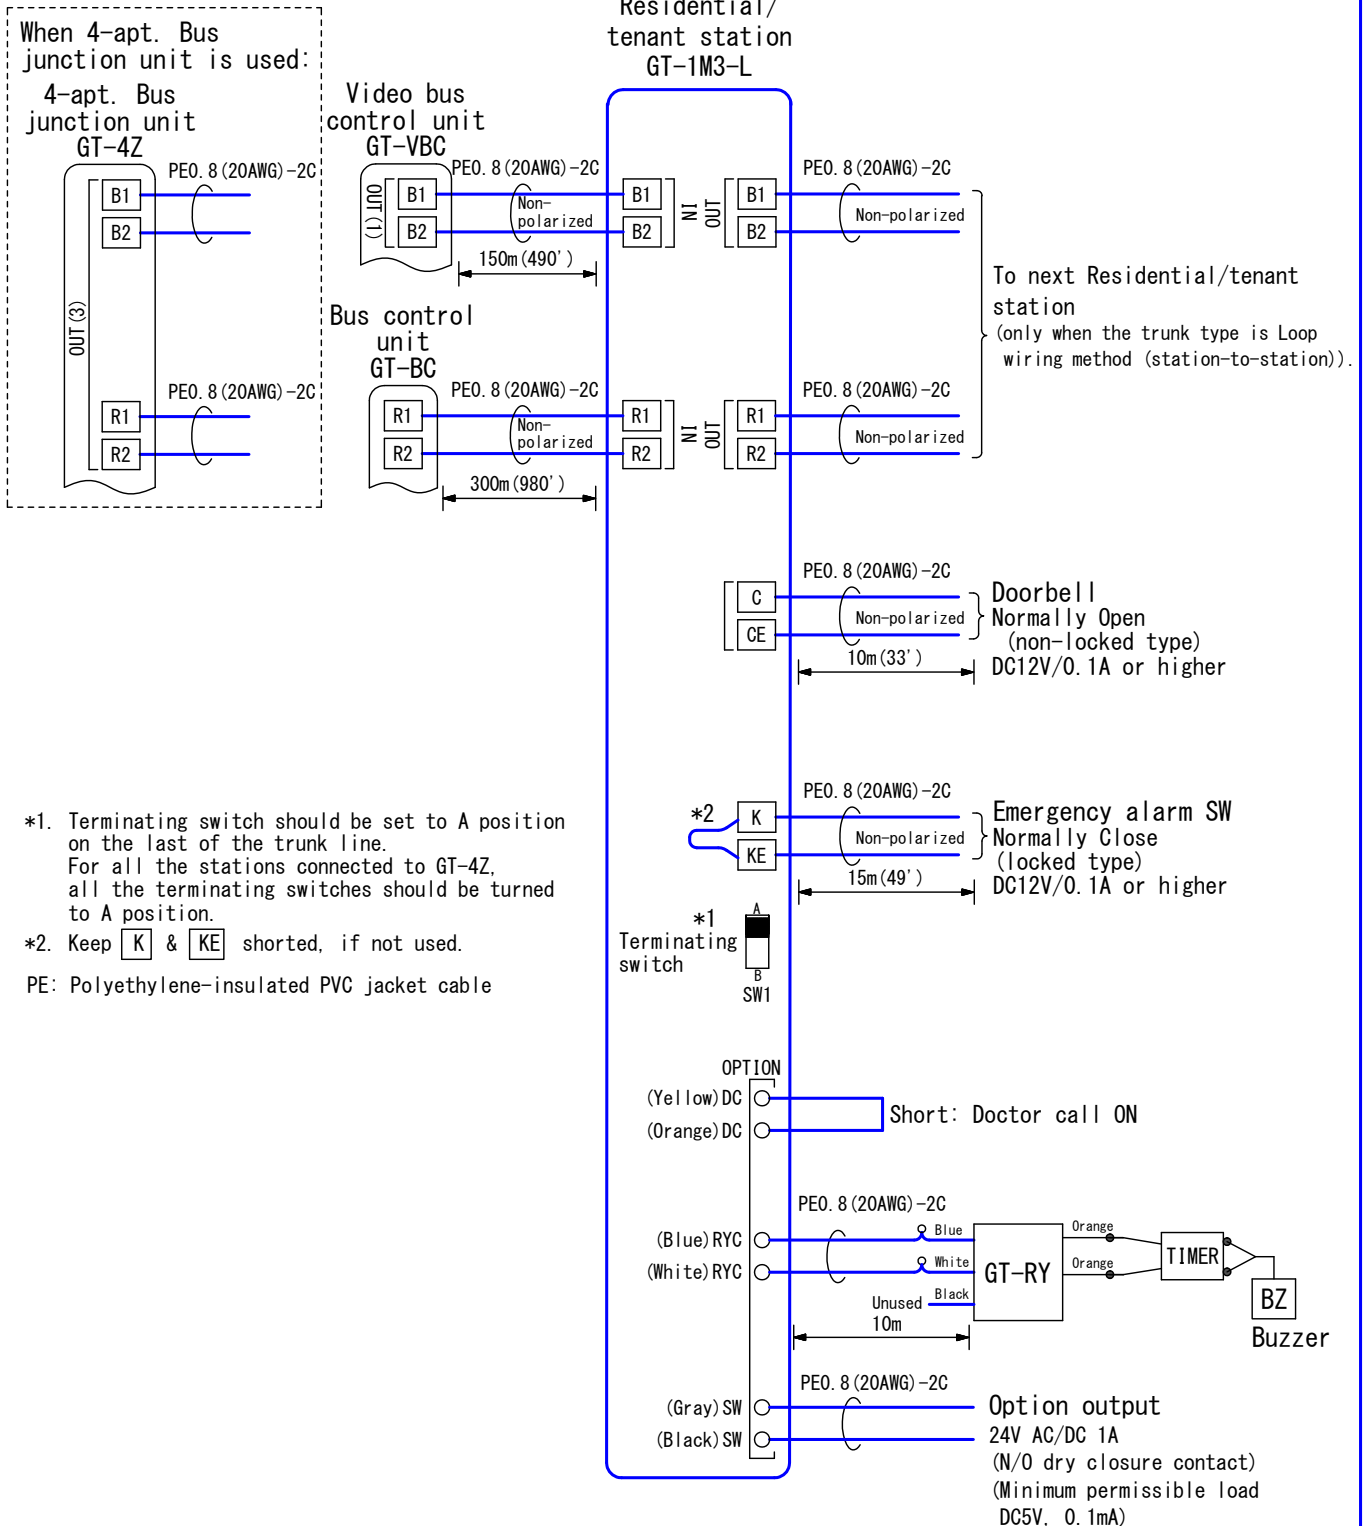 When 4-apt. Bus
junction unit is used:
4-apt. Bus
junction unit
GT-4Z
PE0.8(20AWG)-2C
B1
B2
OUT(3)
PE0.8(20AWG)-2C
R1
R2
Video bus
control unit
GT-VBC
PE0.8(20AWG)-2C
OUT(1)
B1
B2
Non-
polarized
150m(490')
Bus control
unit
GT-BC
PE0.8(20AWG)-2C
R1
R2
Non-
polarized
300m(980')
Residential/
tenant station
GT-1M3-L
B1
B2
IN
OUT
B1
B2
PE0.8(20AWG)-2C
Non-polarized
R1
R2
IN
OUT
R1
R2
PE0.8(20AWG)-2C
Non-polarized
To next Residential/tenant
station
(only when the trunk type is Loop
wiring method (station-to-station)).
C
CE
PE0.8(20AWG)-2C
Non-polarized
10m(33')
Doorbell
Normally Open
(non-locked type)
DC12V/0.1A or higher
*2
K
KE
PE0.8(20AWG)-2C
Non-polarized
15m(49')
Emergency alarm SW
Normally Close
(locked type)
DC12V/0.1A or higher
*1
Terminating
switch
A
B
SW1
*1. Terminating switch should be set to A position
on the last of the trunk line.
For all the stations connected to GT-4Z,
all the terminating switches should be turned
to A position.
*2. Keep K & KE shorted, if not used.
PE: Polyethylene-insulated PVC jacket cable
OPTION
(Yellow)DC
(Orange)DC
Short: Doctor call ON
(Blue)RYC
(White)RYC
PE0.8(20AWG)-2C
Blue
White
Unused
Black
10m
GT-RY
Orange
Orange
TIMER
BZ
Buzzer
(Gray)SW
(Black)SW
PE0.8(20AWG)-2C
Option output
24V AC/DC 1A
(N/O dry closure contact)
(Minimum permissible load
DC5V, 0.1mA)